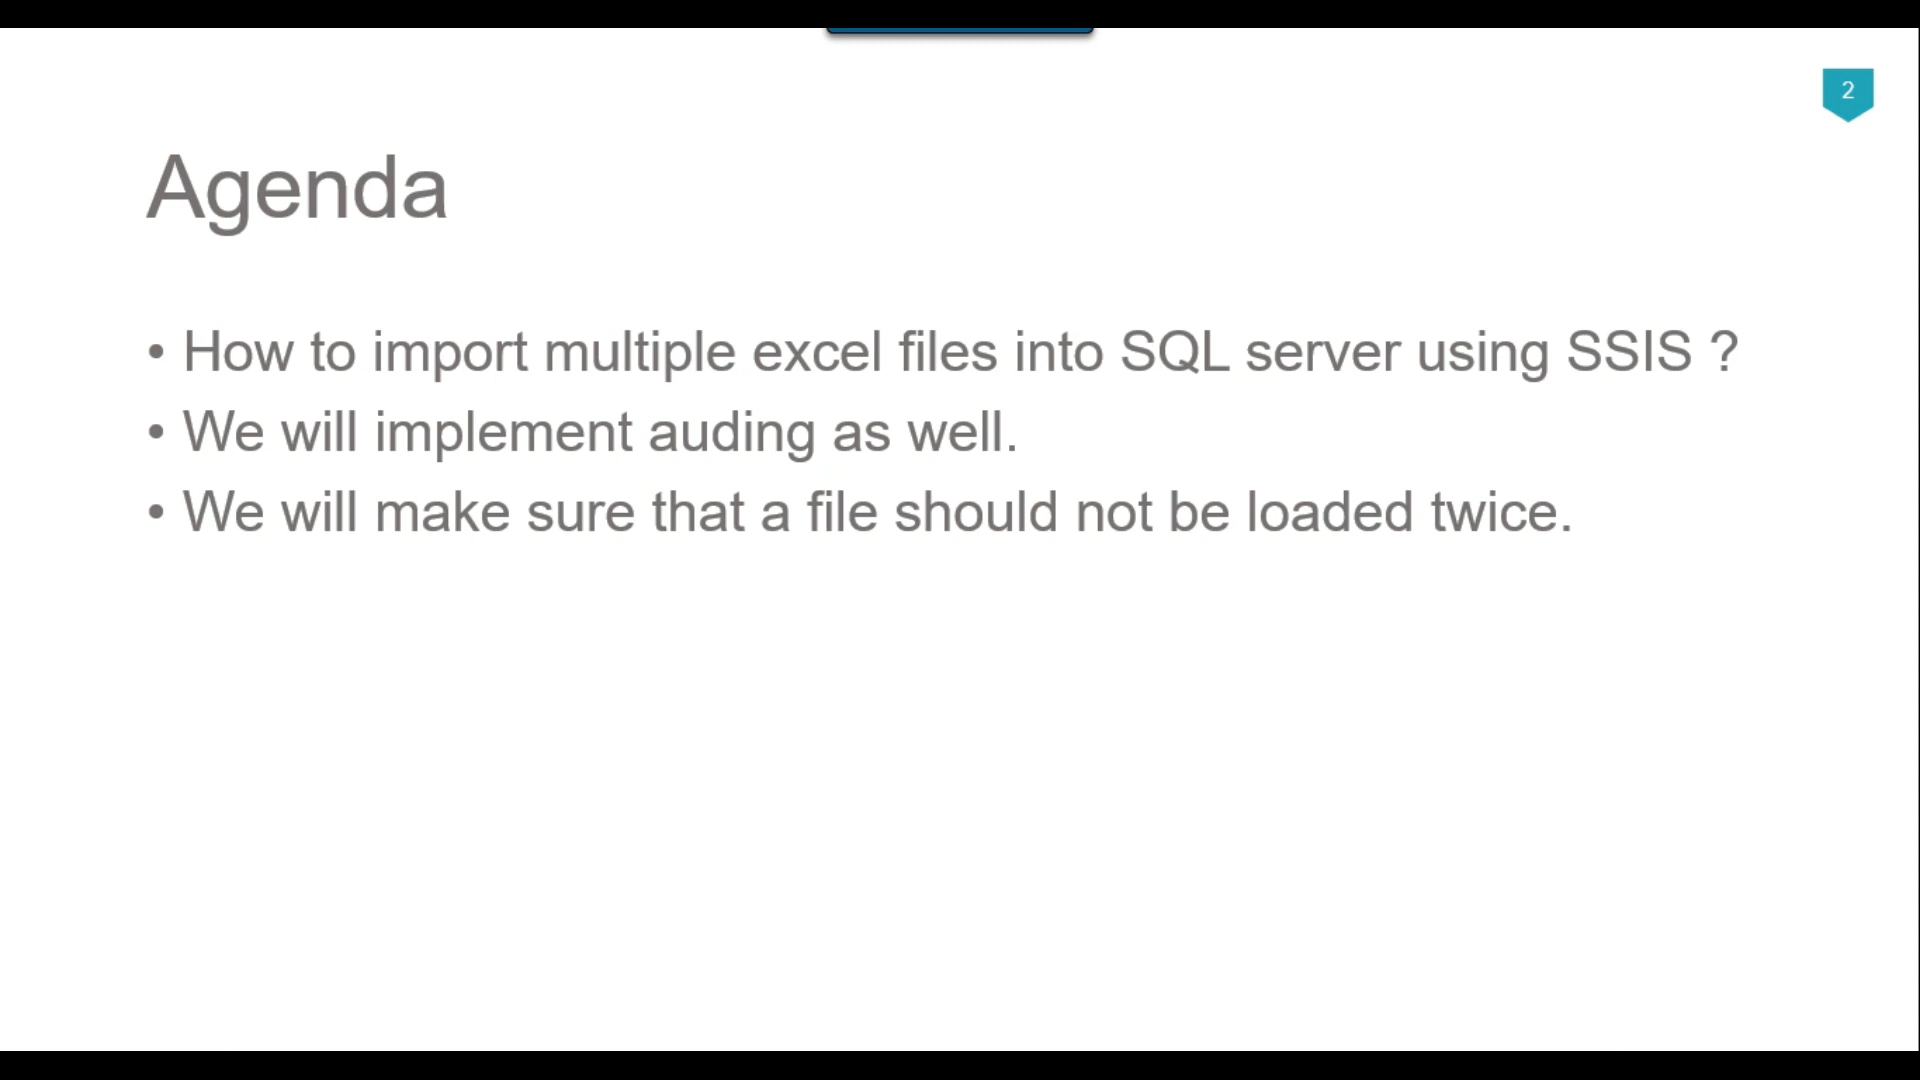 2
Agenda
• How to import multiple excel files into SQL server using SSIS ?
• We will implement auding as well.
• We will make sure that a file should not be loaded twice.